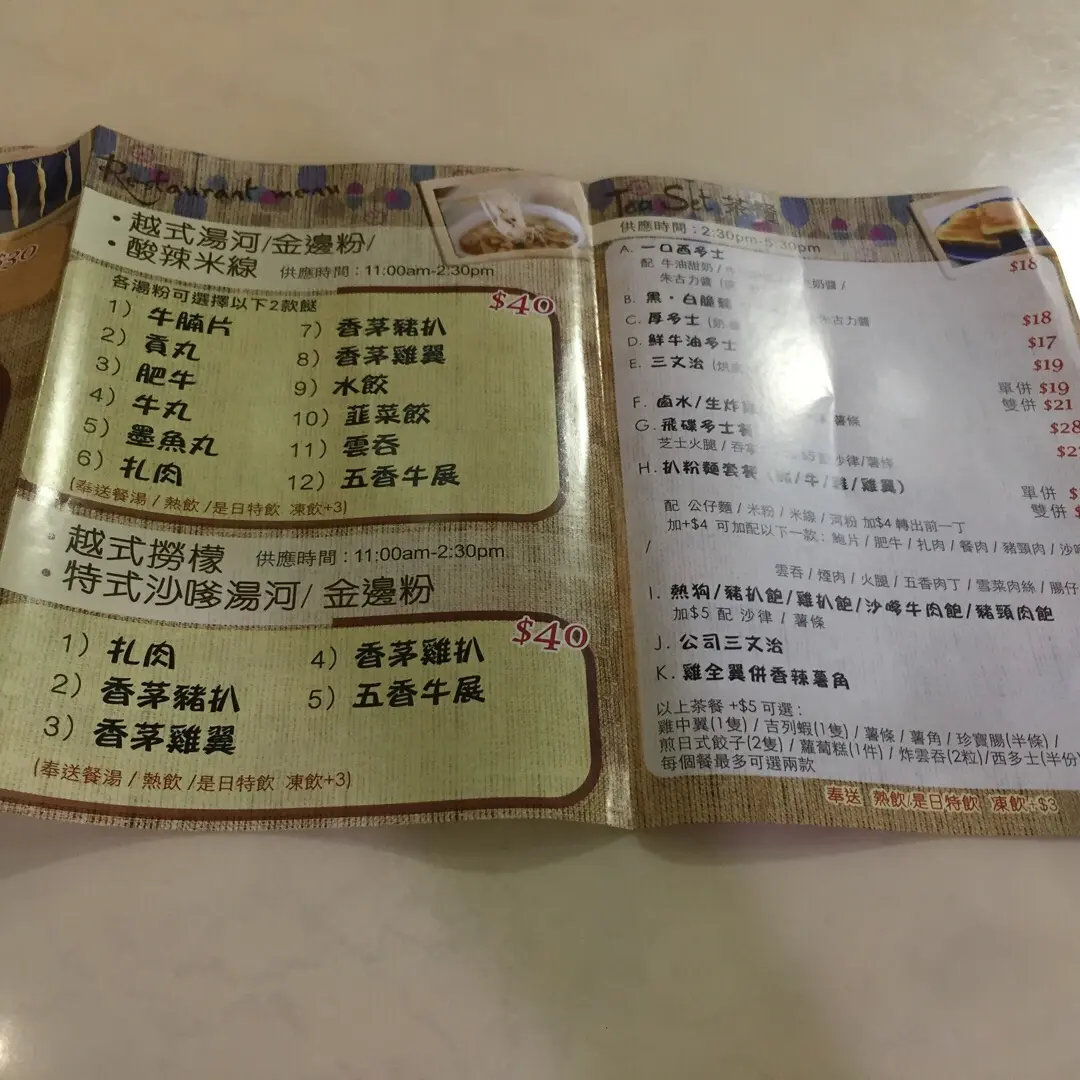 Restaurant menu
• 越式湯河/金邊粉/
• 酸辣米線 供應時間：11:00am-2:30pm
各湯粉可選擇以下2款餸 $40
1) 牛腩片
2) 貢丸
3) 肥牛
4) 牛丸
5) 墨魚丸
6) 扎肉
7) 香茅豬扒
8) 香茅雞翼
9) 水餃
10) 韮菜餃
11) 雲吞
12) 五香牛展
(奉送餐湯 / 熱飲 /是日特飲 凍飲+3)
• 越式撈檬 供應時間：11:00am-2:30pm
• 特式沙嗲湯河/ 金邊粉
$40
1) 扎肉
2) 香茅豬扒
3) 香茅雞翼
4) 香茅雞扒
5) 五香牛展
(奉送餐湯 / 熱飲 /是日特飲 凍飲+3)
Tea Set 茶
供應時間：2:30pm-5:30pm
A. 一口西多士 $18
配 牛油甜奶 / 奶醬 /
朱古力醬
B. 黑・白脆 $18
C. 厚多士 朱古力醬 $17
D. 鮮牛油多士 $19
E. 三文治 單併 $19
雙併 $21
F. 鹵水/生炸 薯條 $28
G. 飛碟多士餐
芝士火腿 / 沙律/薯條
H. 扒粉麵套餐 /牛/雞/雞翼) 單併 $
雙併 $
配 公仔麵 / 米粉 / 米線 / 河粉 加$4 轉出前一丁
加+$4 可加配以下一款：鮑片 / 肥牛 / 扎肉 / 餐肉 / 豬頸肉 /
/ 雲吞 / 煙肉 / 火腿 / 五香肉丁 / 雪菜肉絲 / 腸仔
I. 熱狗/豬扒飽/雞扒飽/沙嗲牛肉飽/豬頸肉飽
加$5 配 沙律 / 薯條
J. 公司三文治
K. 雞全翼併香辣薯角
以上茶餐 +$5 可選：
雞中翼(1隻) / 吉列蝦(1隻) / 薯條 / 薯角 / 珍寶腸(半條) /
煎日式餃子(2隻) / 蘿蔔糕(1件) / 炸雲吞(2粒)/西多士(半份)
每個餐最多可選兩款
奉送 熱飲/是日特飲 凍飲+$3